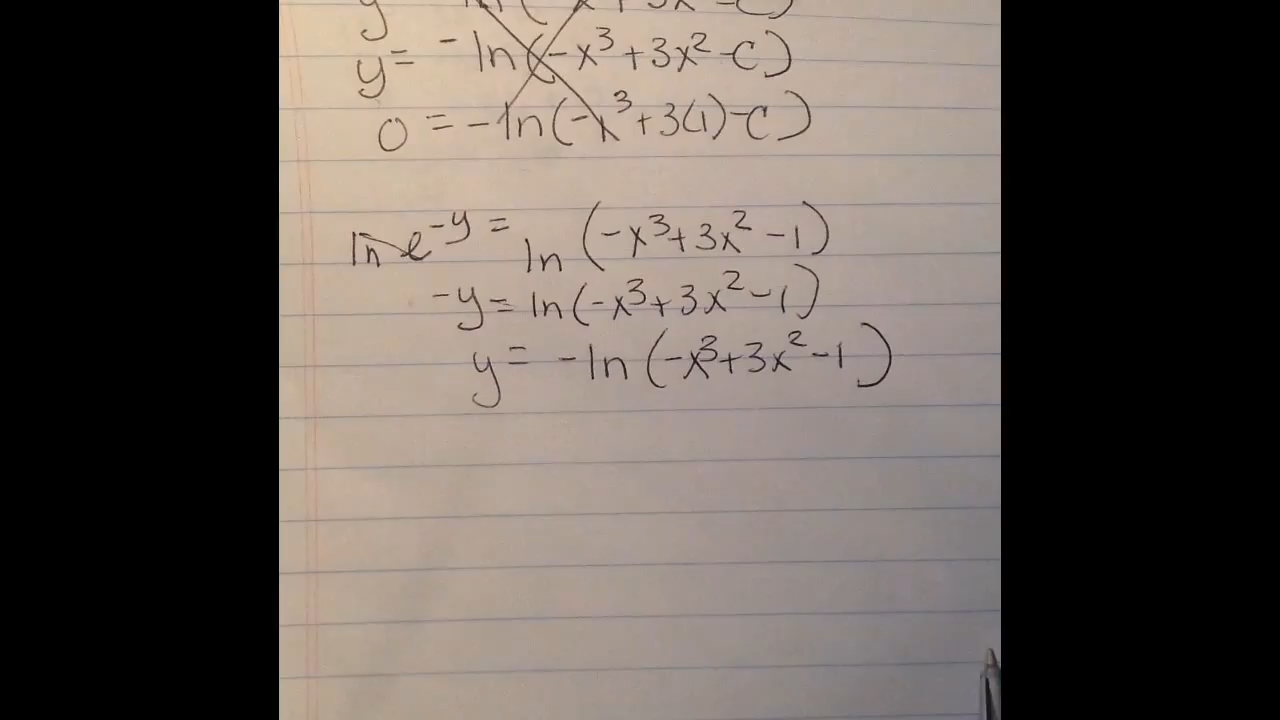 y = -ln(-x³+3x²-C)
0 = -ln(-x³+3(1)-C)
ln e^-y = ln(-x³+3x²-1)
-y = ln(-x³+3x²-1)
y = -ln(-x³+3x²-1)